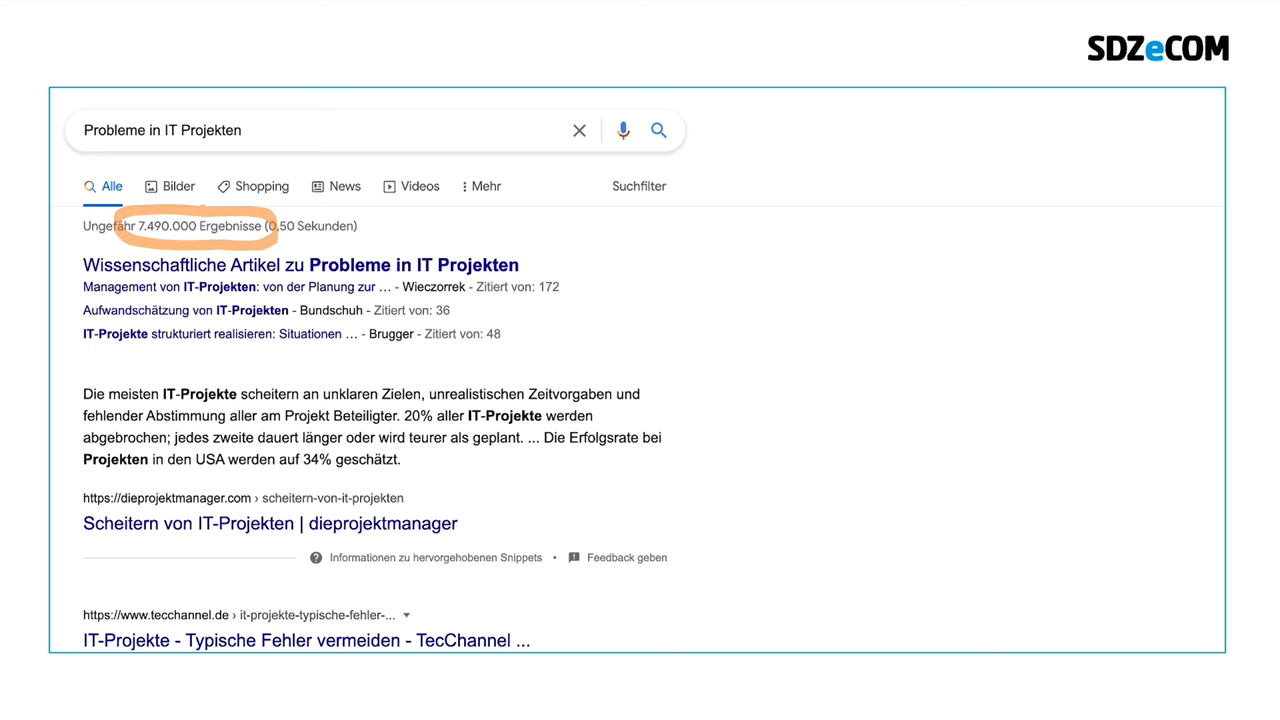 SDZeCOM
Probleme in IT Projekten
Alle Bilder Shopping News Videos Mehr Suchfilter
Ungefähr 7.490.000 Ergebnisse (0,50 Sekunden)
Wissenschaftliche Artikel zu Probleme in IT Projekten
Management von IT-Projekten: von der Planung zur … - Wieczorrek - Zitiert von: 172
Aufwandschätzung von IT-Projekten - Bundschuh - Zitiert von: 36
IT-Projekte strukturiert realisieren: Situationen … - Brugger - Zitiert von: 48
Die meisten IT-Projekte scheitern an unklaren Zielen, unrealistischen Zeitvorgaben und
fehlender Abstimmung aller am Projekt Beteiligter. 20% aller IT-Projekte werden
abgebrochen; jedes zweite dauert länger oder wird teurer als geplant. ... Die Erfolgsrate bei
Projekten in den USA werden auf 34% geschätzt.
https://dieprojektmanager.com › scheitern-von-it-projekten
Scheitern von IT-Projekten | dieprojektmanager
Informationen zu hervorgehobenen Snippets • Feedback geben
https://www.tecchannel.de › it-projekte-typische-fehler-...
IT-Projekte - Typische Fehler vermeiden - TecChannel ...